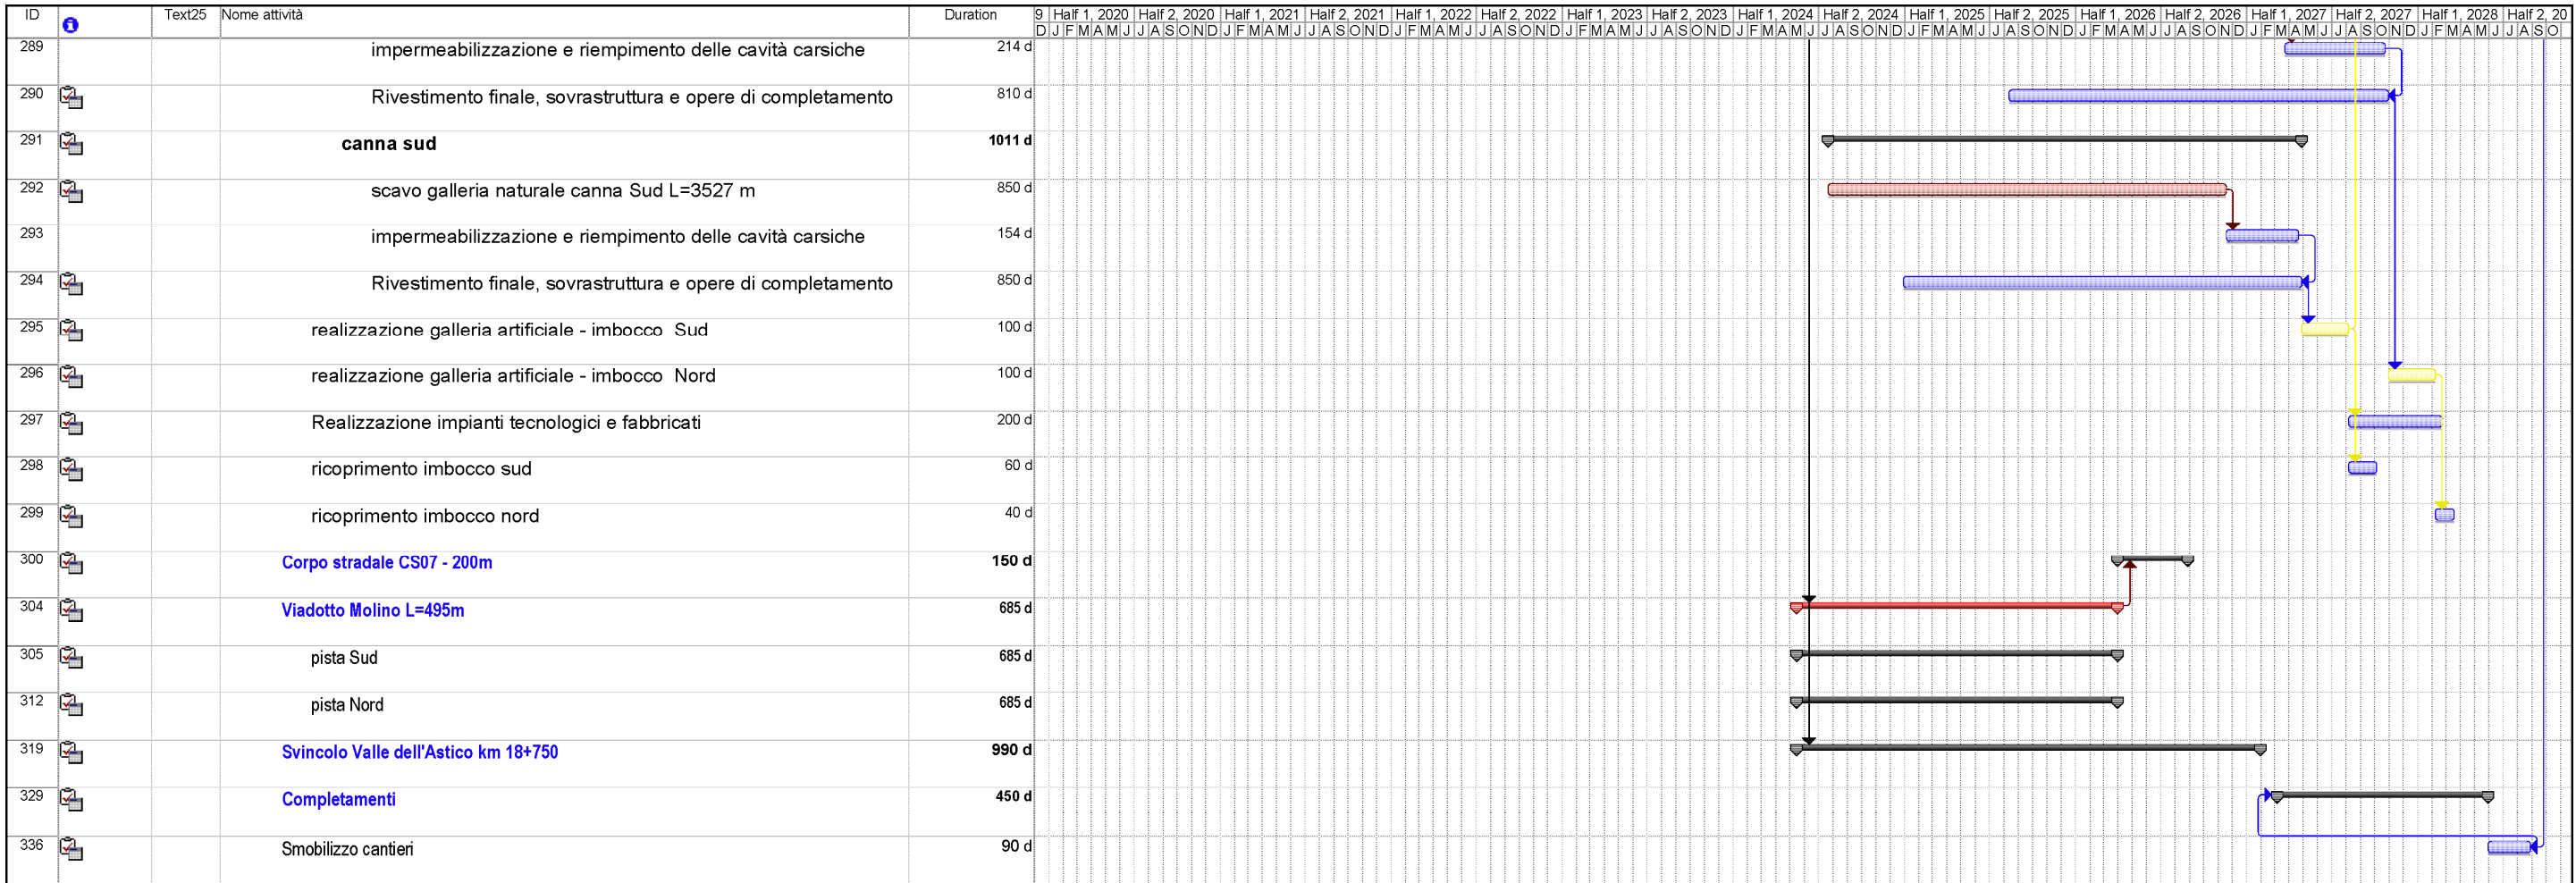 ID Text25 Nome attività Duration 9 Half 1, 2020 Half 2, 2020 Half 1, 2021 Half 2, 2021 Half 1, 2022 Half 2, 2022 Half 1, 2023 Half 2, 2023 Half 1, 2024 Half 2, 2024 Half 1, 2025 Half 2, 2025 Half 1, 2026 Half 2, 2026 Half 1, 2027 Half 2, 2027 Half 1, 2028 Half 2, 20
D J F M A M J J A S O N D J F M A M J J A S O N D J F M A M J J A S O N D J F M A M J J A S O N D J F M A M J J A S O N D J F M A M J J A S O N D J F M A M J J A S O N D J F M A M J J A S O N D J F M A M J J A S O
289 impermeabilizzazione e riempimento delle cavità carsiche 214 d
290 Rivestimento finale, sovrastruttura e opere di completamento 810 d
291 canna sud 1011 d
292 scavo galleria naturale canna Sud L=3527 m 850 d
293 impermeabilizzazione e riempimento delle cavità carsiche 154 d
294 Rivestimento finale, sovrastruttura e opere di completamento 850 d
295 realizzazione galleria artificiale - imbocco Sud 100 d
296 realizzazione galleria artificiale - imbocco Nord 100 d
297 Realizzazione impianti tecnologici e fabbricati 200 d
298 ricoprimento imbocco sud 60 d
299 ricoprimento imbocco nord 40 d
300 Corpo stradale CS07 - 200m 150 d
304 Viadotto Molino L=495m 685 d
305 pista Sud 685 d
312 pista Nord 685 d
319 Svincolo Valle dell'Astico km 18+750 990 d
329 Completamenti 450 d
336 Smobilizzo cantieri 90 d